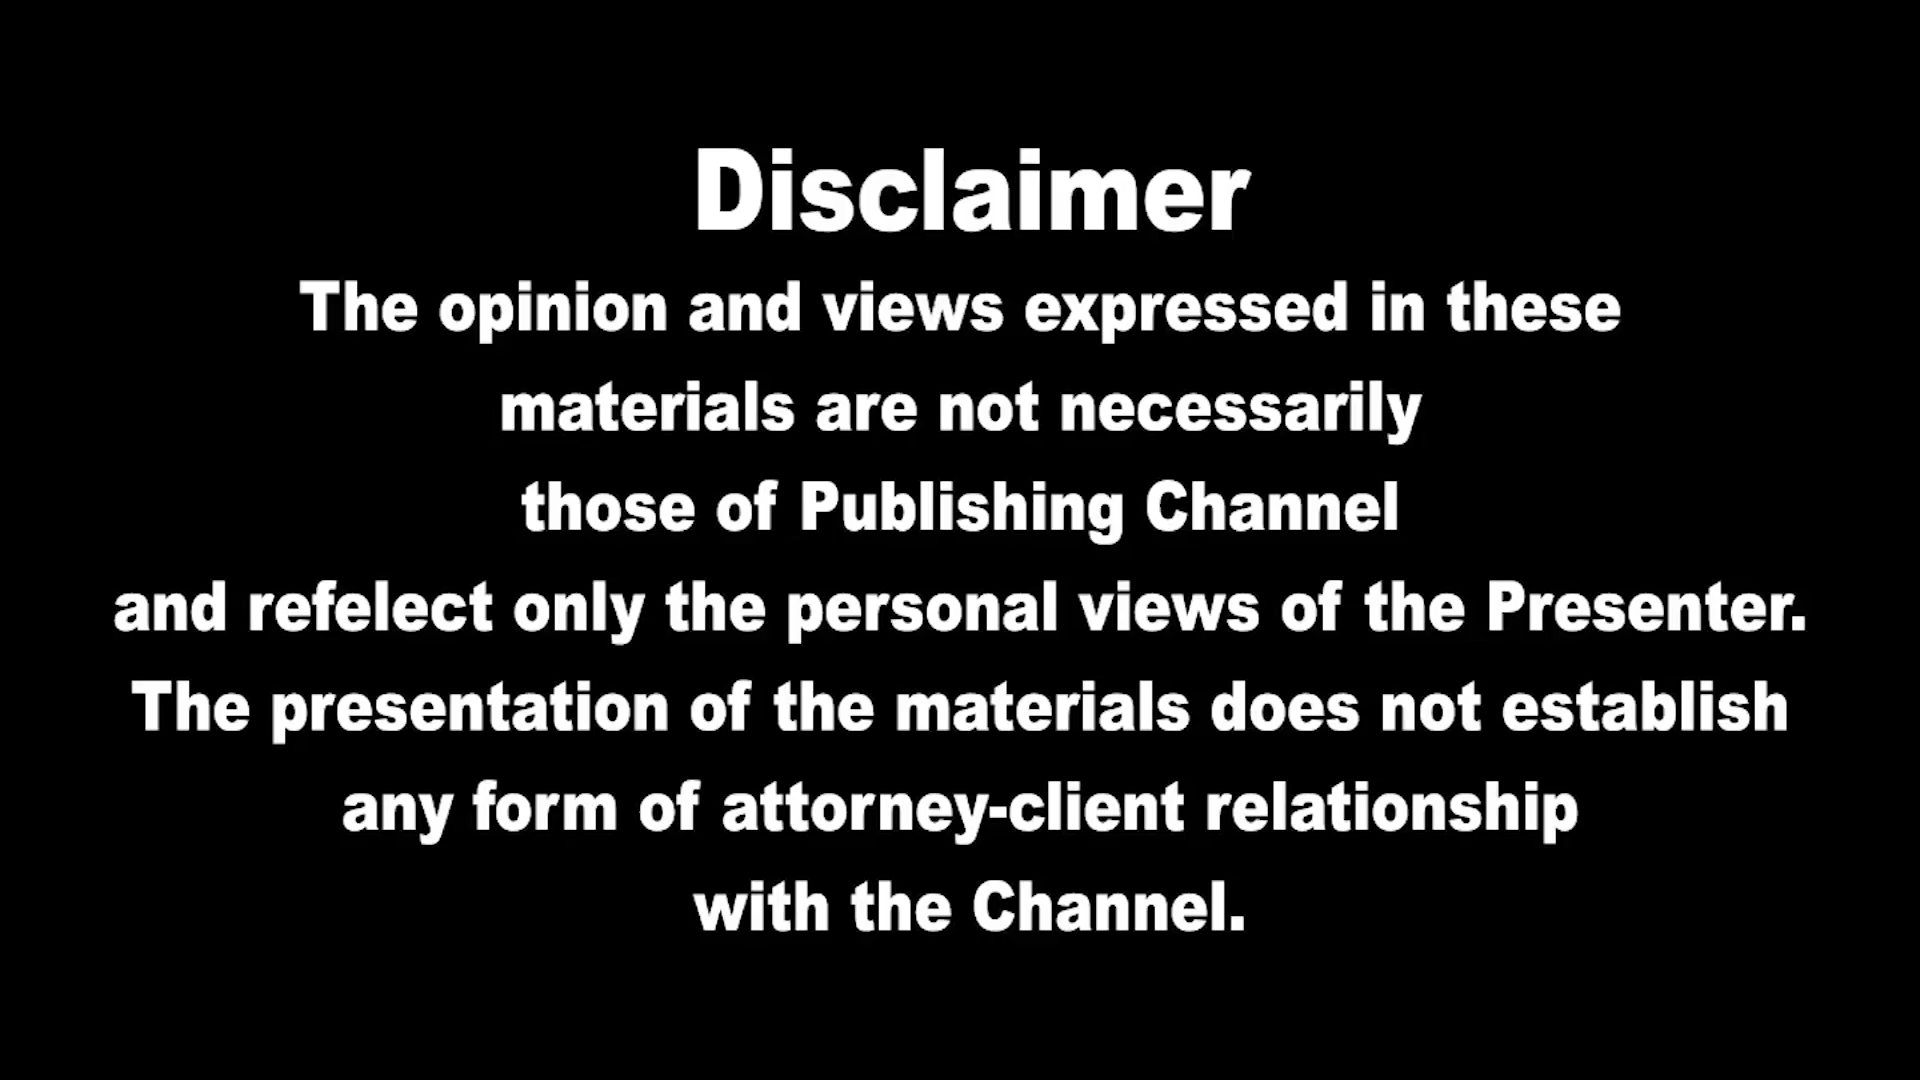 Disclaimer
The opinion and views expressed in these
materials are not necessarily
those of Publishing Channel
and refelect only the personal views of the Presenter.
The presentation of the materials does not establish
any form of attorney-client relationship
with the Channel.